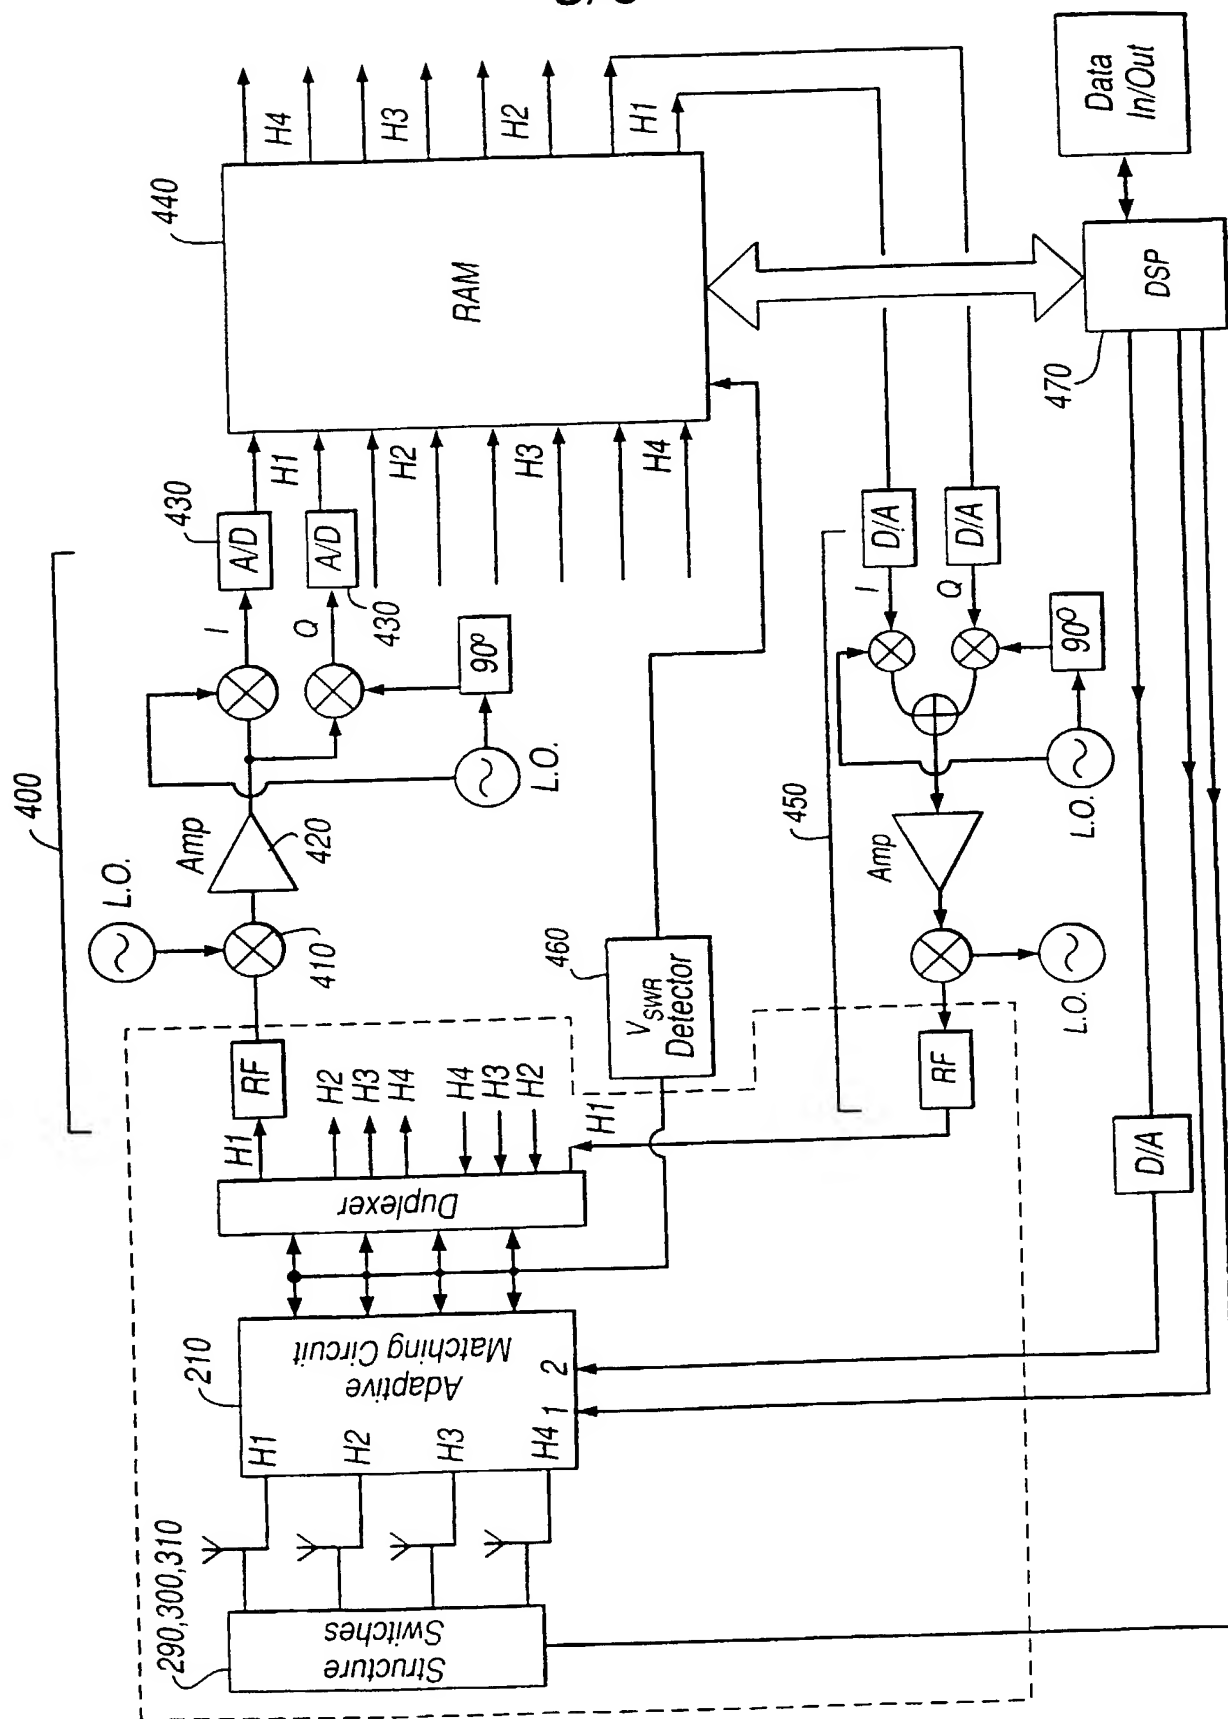 400
L.O.
Amp
420
410
RF
H1
I
Q
A/D
430
A/D
430
90°
L.O.
H1
H2
H3
H4
440
RAM
H4
H3
H2
H1
Data
In/Out
DSP
470
290,300,310
Structure
Switches
210
H1
H2
H3
H4
Adaptive
Matching Circuit
1
2
Duplexer
H2
H3
H4
H4
H3
H2
H1
460
VSWR
Detector
450
RF
L.O.
Amp
L.O.
90°
I
Q
D/A
D/A
D/A